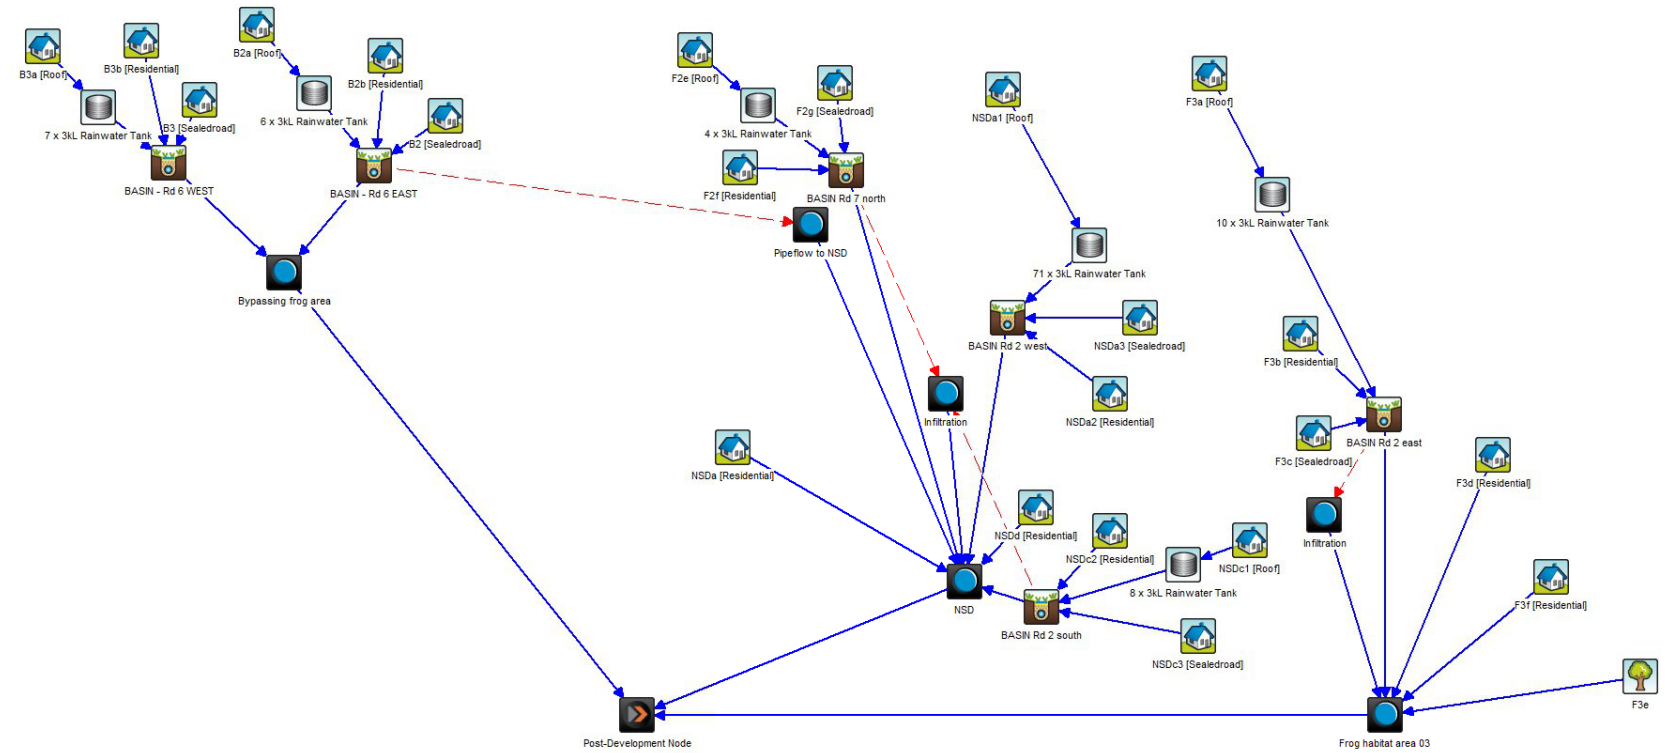 B3a [Roof]
B3b [Residential]
B2a [Roof]
B2b [Residential]
7 x 3kL Rainwater Tank
B3 [Sealedroad]
6 x 3kL Rainwater Tank
B2 [Sealedroad]
BASIN - Rd 6 WEST
BASIN - Rd 6 EAST
Bypassing frog area
F2e [Roof]
F2g [Sealedroad]
4 x 3kL Rainwater Tank
F2f [Residential]
BASIN Rd 7 north
Pipeflow to NSD
NSDa1 [Roof]
71 x 3kL Rainwater Tank
BASIN Rd 2 west
NSDa3 [Sealedroad]
NSDa2 [Residential]
Infiltration
NSDa [Residential]
NSDd [Residential]
NSDc2 [Residential]
NSDc1 [Roof]
8 x 3kL Rainwater Tank
NSD
BASIN Rd 2 south
NSDc3 [Sealedroad]
F3a [Roof]
10 x 3kL Rainwater Tank
F3b [Residential]
BASIN Rd 2 east
F3c [Sealedroad]
F3d [Residential]
Infiltration
F3f [Residential]
F3e
Post-Development Node
Frog habitat area 03